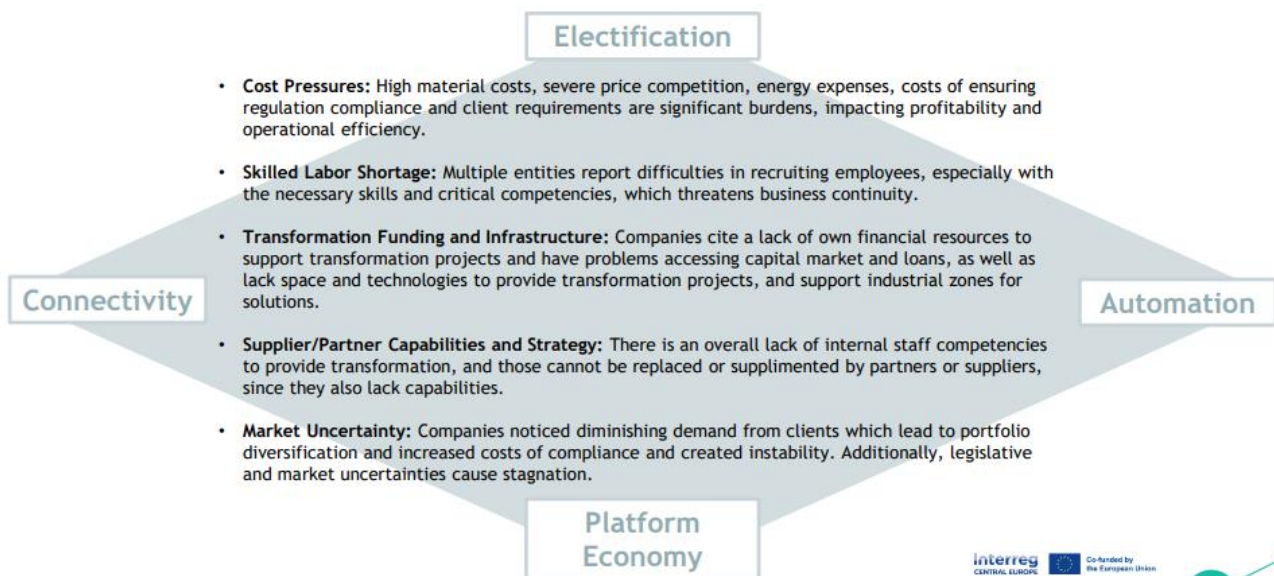 Electification
• Cost Pressures: High material costs, severe price competition, energy expenses, costs of ensuring
regulation compliance and client requirements are significant burdens, impacting profitability and
operational efficiency.
• Skilled Labor Shortage: Multiple entities report difficulties in recruiting employees, especially with
the necessary skills and critical competencies, which threatens business continuity.
• Transformation Funding and Infrastructure: Companies cite a lack of own financial resources to
support transformation projects and have problems accessing capital market and loans, as well as
lack space and technologies to provide transformation projects, and support industrial zones for
solutions.
Connectivity
Automation
• Supplier/Partner Capabilities and Strategy: There is an overall lack of internal staff competencies
to provide transformation, and those cannot be replaced or supplimented by partners or suppliers,
since they also lack capabilities.
• Market Uncertainty: Companies noticed diminishing demand from clients which lead to portfolio
diversification and increased costs of compliance and created instability. Additionally, legislative
and market uncertainties cause stagnation.
Platform
Economy
Interreg
CENTRAL EUROPE
Co-funded by
the European Union